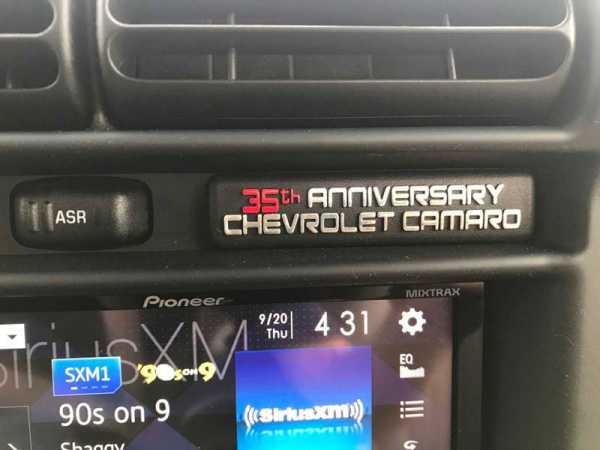 35th ANNIVERSARY
CHEVROLET CAMARO
ASR
Pioneer
MIXTRAX
SiriusXM
9/20
Thu
4 31
SXM1
'90s on 9
EQ
90s on 9
((SiriusXM))
Shaggy